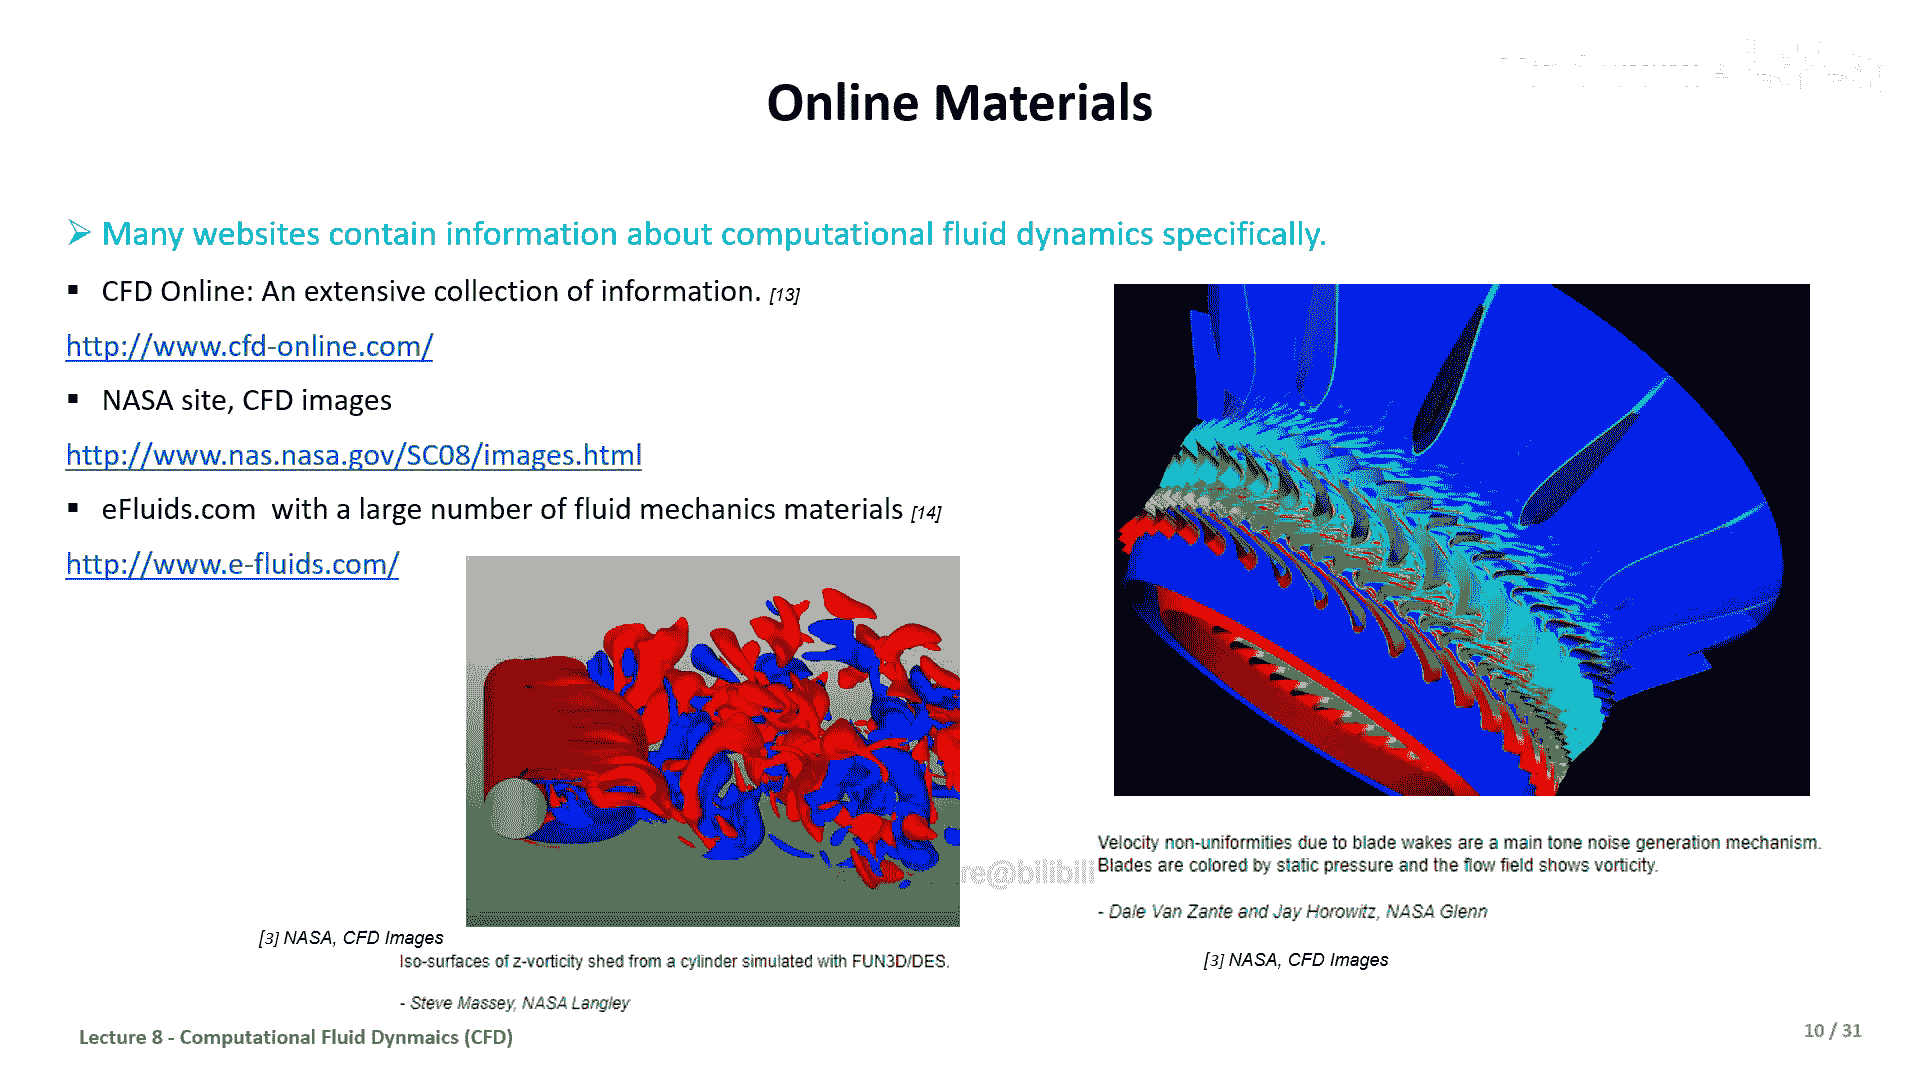 Online Materials
Many websites contain information about computational fluid dynamics specifically.
CFD Online: An extensive collection of information. [13]
http://www.cfd-online.com/
NASA site, CFD images
http://www.nas.nasa.gov/SC08/images.html
eFluids.com with a large number of fluid mechanics materials [14]
http://www.e-fluids.com/
Velocity non-uniformities due to blade wakes are a main tone noise generation mechanism.
Blades are colored by static pressure and the flow field shows vorticity.
re@bilibili
- Dale Van Zante and Jay Horowitz, NASA Glenn
[3] NASA, CFD Images
[3] NASA, CFD Images
Iso-surfaces of z-vorticity shed from a cylinder simulated with FUN3D/DES.
- Steve Massey, NASA Langley
Lecture 8 - Computational Fluid Dynmaics (CFD)
10 / 31